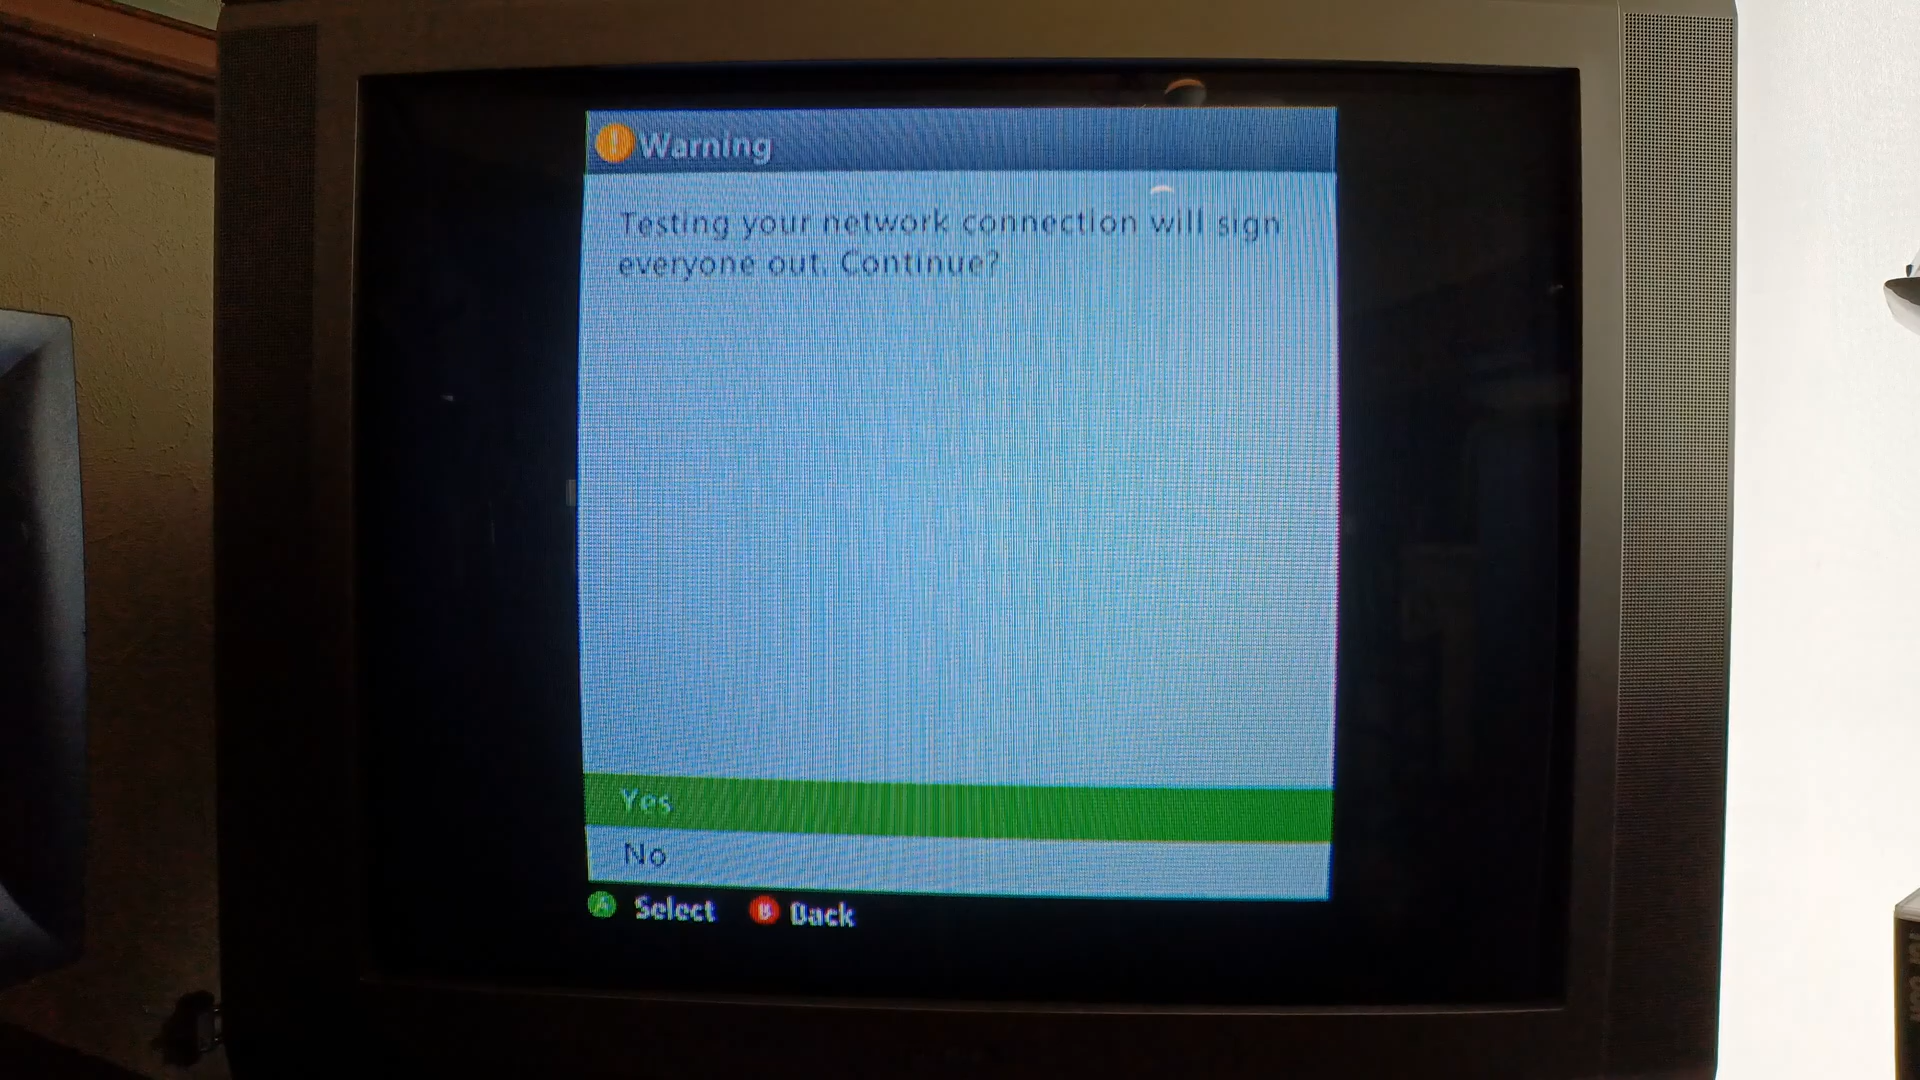 Warning
Testing your network connection will sign
everyone out. Continue?
Yes
No
A Select B Back